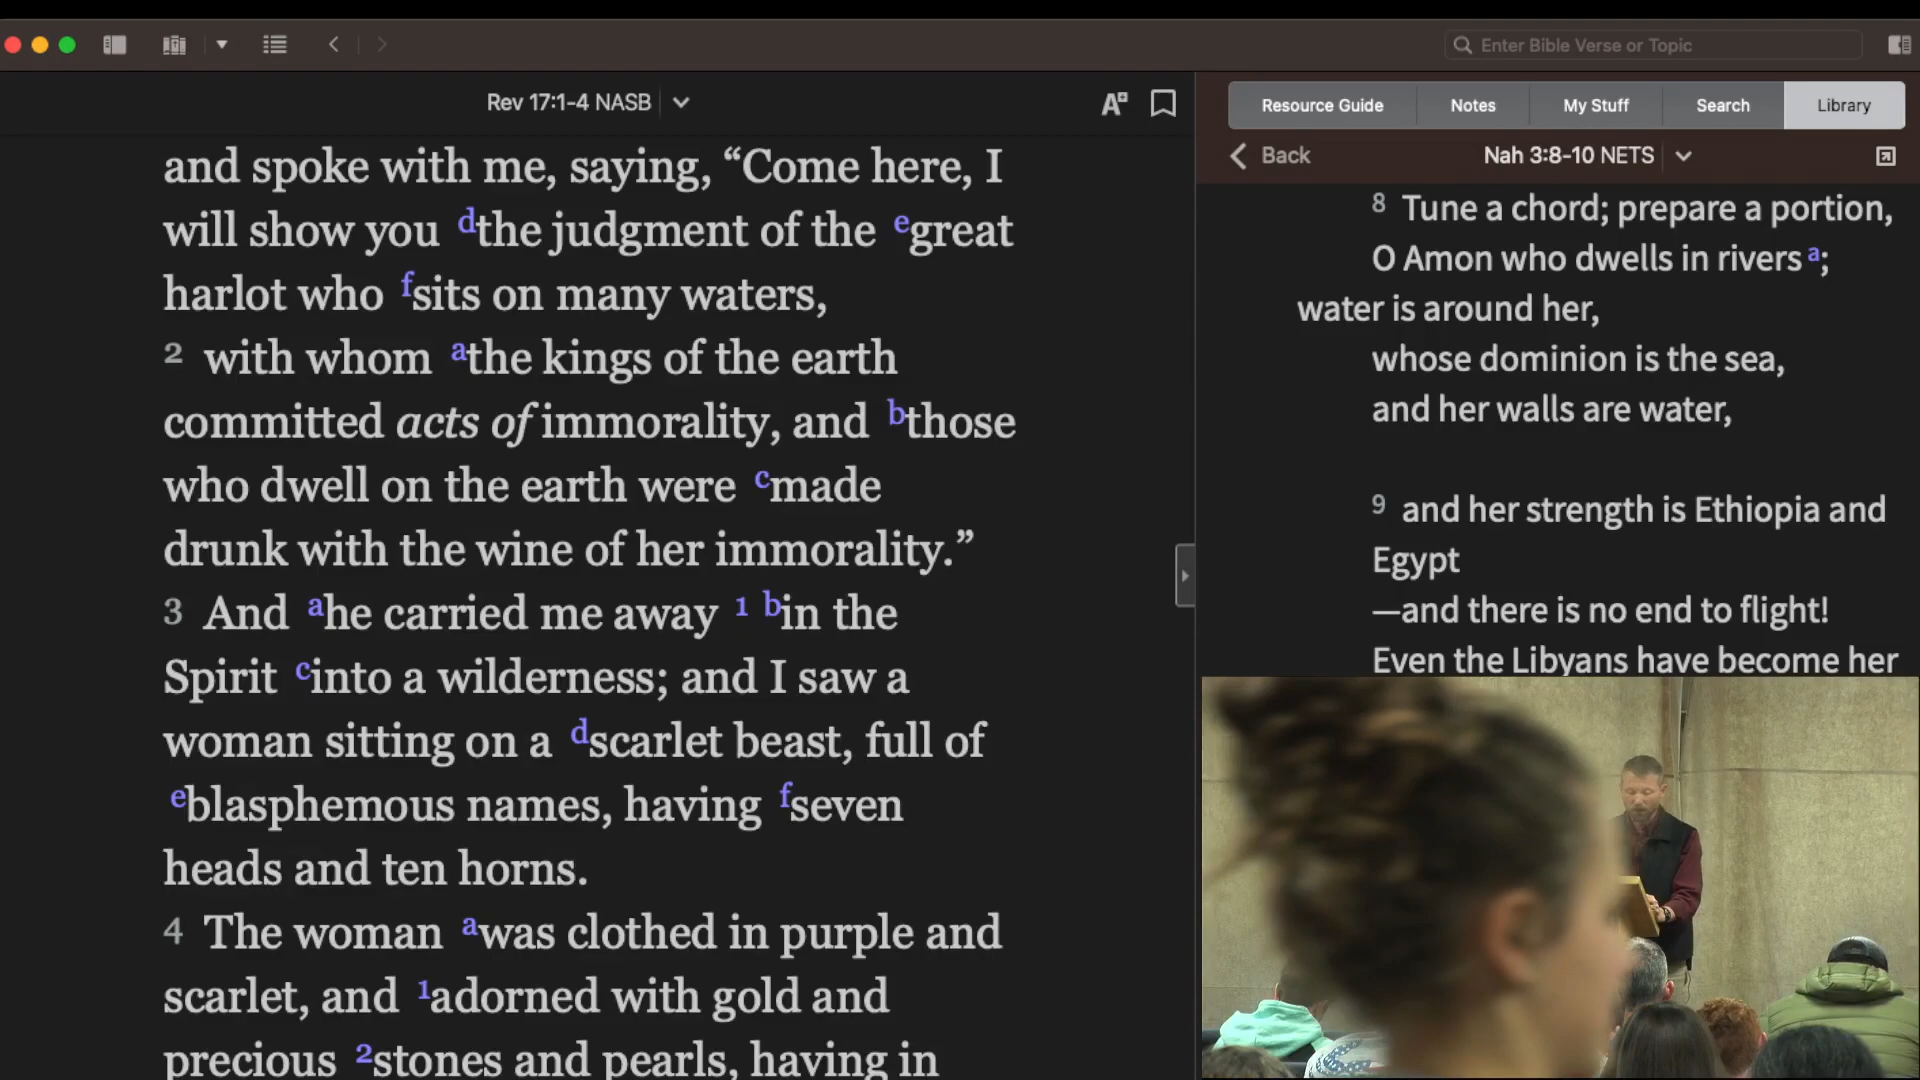 Enter Bible Verse or Topic
Rev 17:1-4 NASB
A
and spoke with me, saying, “Come here, I
will show you dthe judgment of the egreat
harlot who fsits on many waters,
2 with whom athe kings of the earth
committed acts of immorality, and bthose
who dwell on the earth were cmade
drunk with the wine of her immorality.”
3 And ahe carried me away 1 bin the
Spirit cinto a wilderness; and I saw a
woman sitting on a dscarlet beast, full of
eblasphemous names, having fseven
heads and ten horns.
4 The woman awas clothed in purple and
scarlet, and 1adorned with gold and
precious 2stones and pearls, having in
Resource Guide
Notes
My Stuff
Search
Library
Back
Nah 3:8-10 NETS
8 Tune a chord; prepare a portion,
O Amon who dwells in rivers a;
water is around her,
whose dominion is the sea,
and her walls are water,
9 and her strength is Ethiopia and
Egypt
—and there is no end to flight!
Even the Libyans have become her